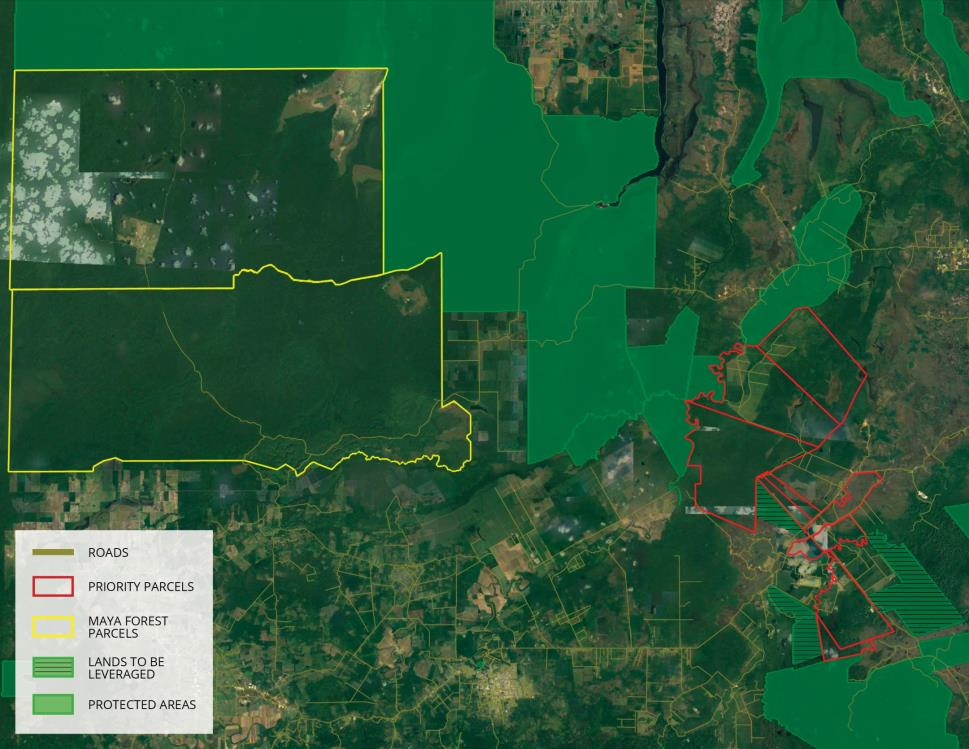 ROADS
PRIORITY PARCELS
MAYA FOREST
PARCELS
LANDS TO BE
LEVERAGED
PROTECTED AREAS